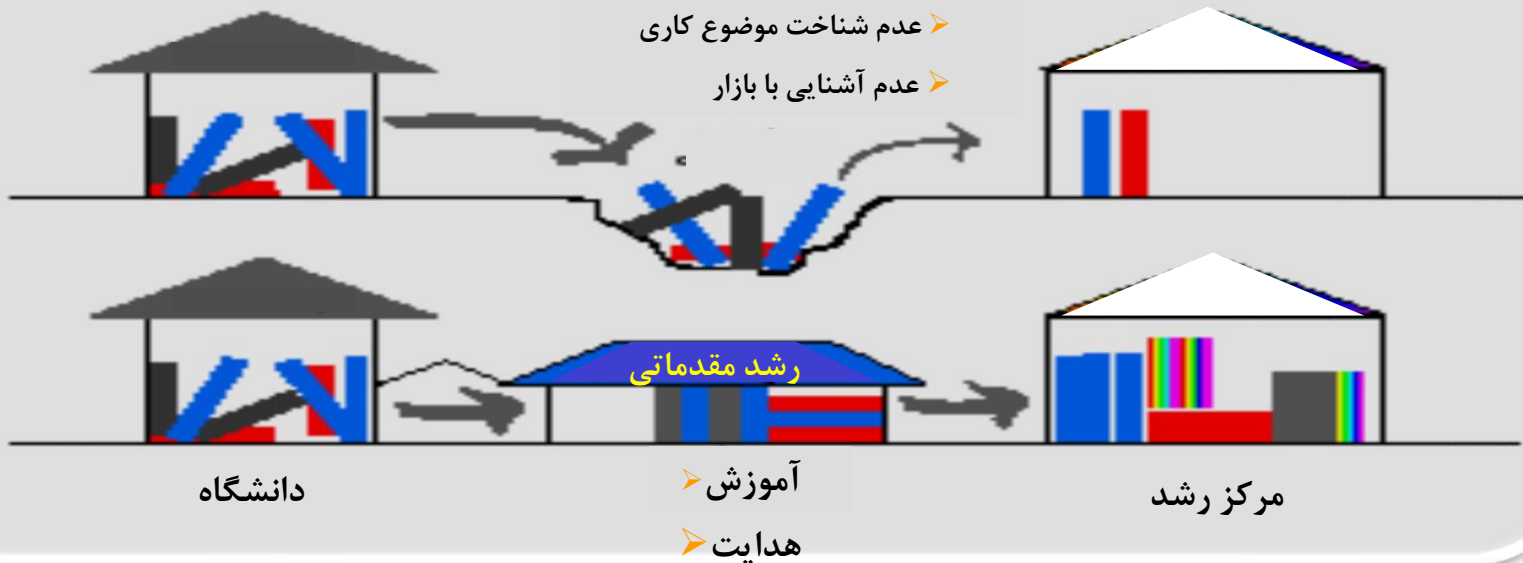 عدم شناخت موضوع کاری
عدم آشنایی با بازار
رشد مقدماتی
مرکز رشد
آموزش
هدایت
دانشگاه